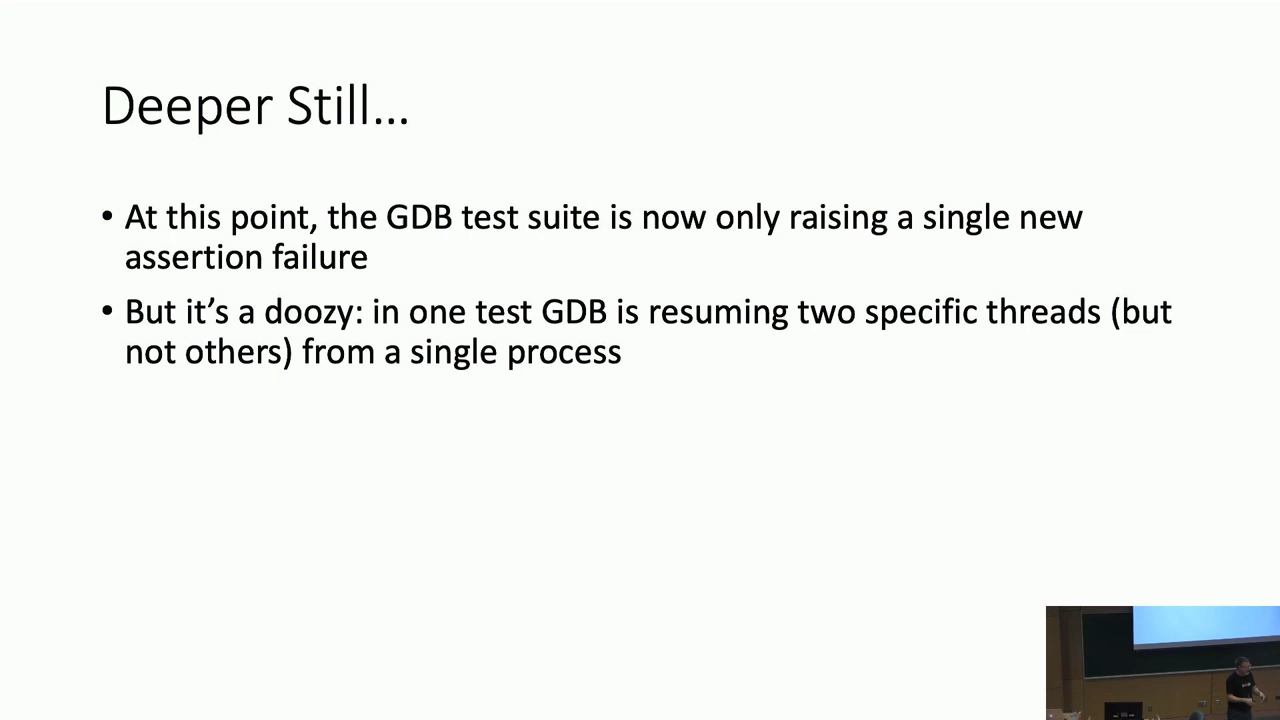 Deeper Still…
• At this point, the GDB test suite is now only raising a single new
assertion failure
• But it’s a doozy: in one test GDB is resuming two specific threads (but
not others) from a single process